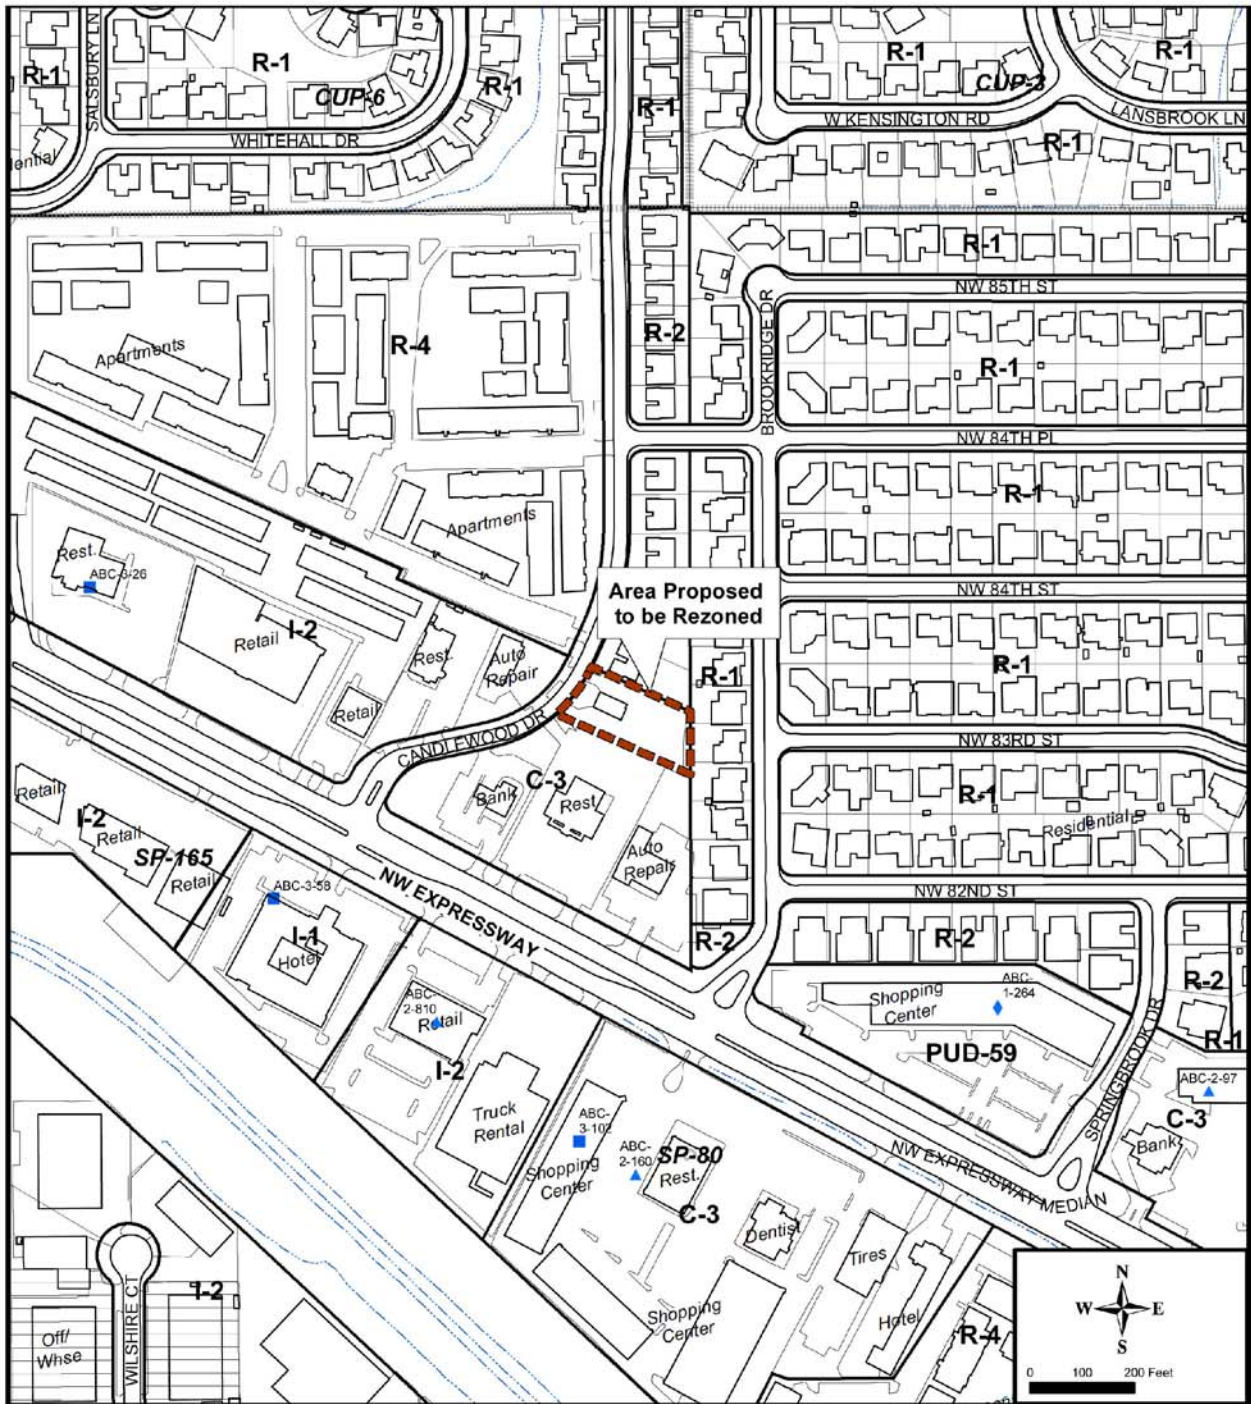 R-1
SALSBURY LN
R-1
CUP-6
R-1
WHITEHALL DR
R-1
R-1
CUP-3
R-1
W KENSINGTON RD
LANSBROOK LN
R-1
R-1
NW 85TH ST
BROOKRIDGE DR
R-2
R-4
Apartments
R-1
NW 84TH PL
R-1
Apartments
Rest.
ABC-3-26
NW 84TH ST
Area Proposed
to be Rezoned
Retail
I-2
Rest.
Auto
Repair
R-1
R-1
Retail
CANDLEWOOD DR
NW 83RD ST
C-3
Bank
Rest
R-1
Residential
Retail
I-2
Retail
SP-165
Retail
Auto
Repair
NW EXPRESSWAY
NW 82ND ST
ABC-3-58
I-1
Hotel
R-2
R-2
R-2
ABC-
2-810
Retail
I-2
Shopping
Center
ABC-
1-264
PUD-59
SPRINGBROOK DR
R-1
ABC-2-97
C-3
Bank
Truck
Rental
ABC-
3-102
ABC-
2-160
Shopping
Center
SP-80
Rest.
C-3
NW EXPRESSWAY MEDIAN
Dentist
Tires
Hotel
Shopping
Center
R-4
I-2
WILSHIRE CT
Off/
Whse
N
W E
S
0 100 200 Feet